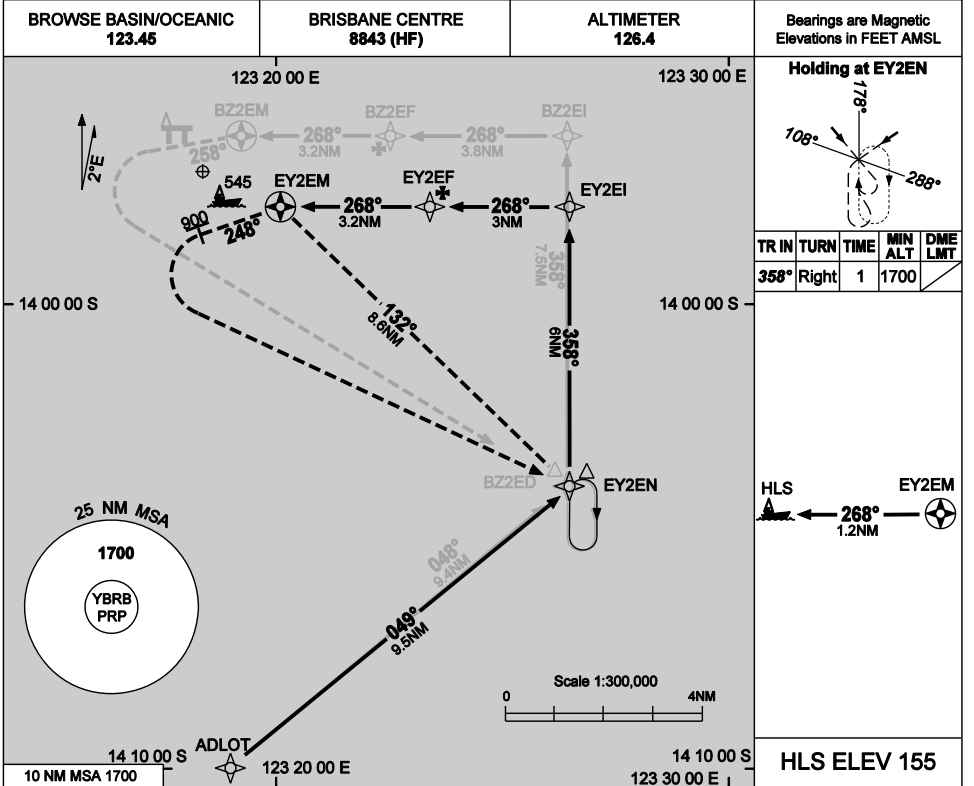 BROWSE BASIN/OCEANIC
123.45
BRISBANE CENTRE
8843 (HF)
ALTIMETER
126.4
Bearings are Magnetic
Elevations in FEET AMSL
123 20 00 E
123 30 00 E
Holding at EY2EN
178°
108°
288°
BZ2EM
BZ2EF
BZ2EI
268°
3.2NM
268°
3.8NM
258°
2°E
545
EY2EM
EY2EF
EY2EI
268°
3.2NM
268°
3NM
900
248°
TR IN TURN TIME MIN ALT DME LMT
358° Right 1 1700
358°
7.5NM
14 00 00 S
14 00 00 S
132°
8.6NM
358°
6NM
BZ2ED
EY2EN
HLS
EY2EM
268°
1.2NM
25 NM MSA
1700
YBRB
PRP
048°
9.4NM
049°
9.5NM
Scale 1:300,000
0
4NM
ADLOT
14 10 00 S
123 20 00 E
14 10 00 S
123 30 00 E
10 NM MSA 1700
HLS ELEV 155